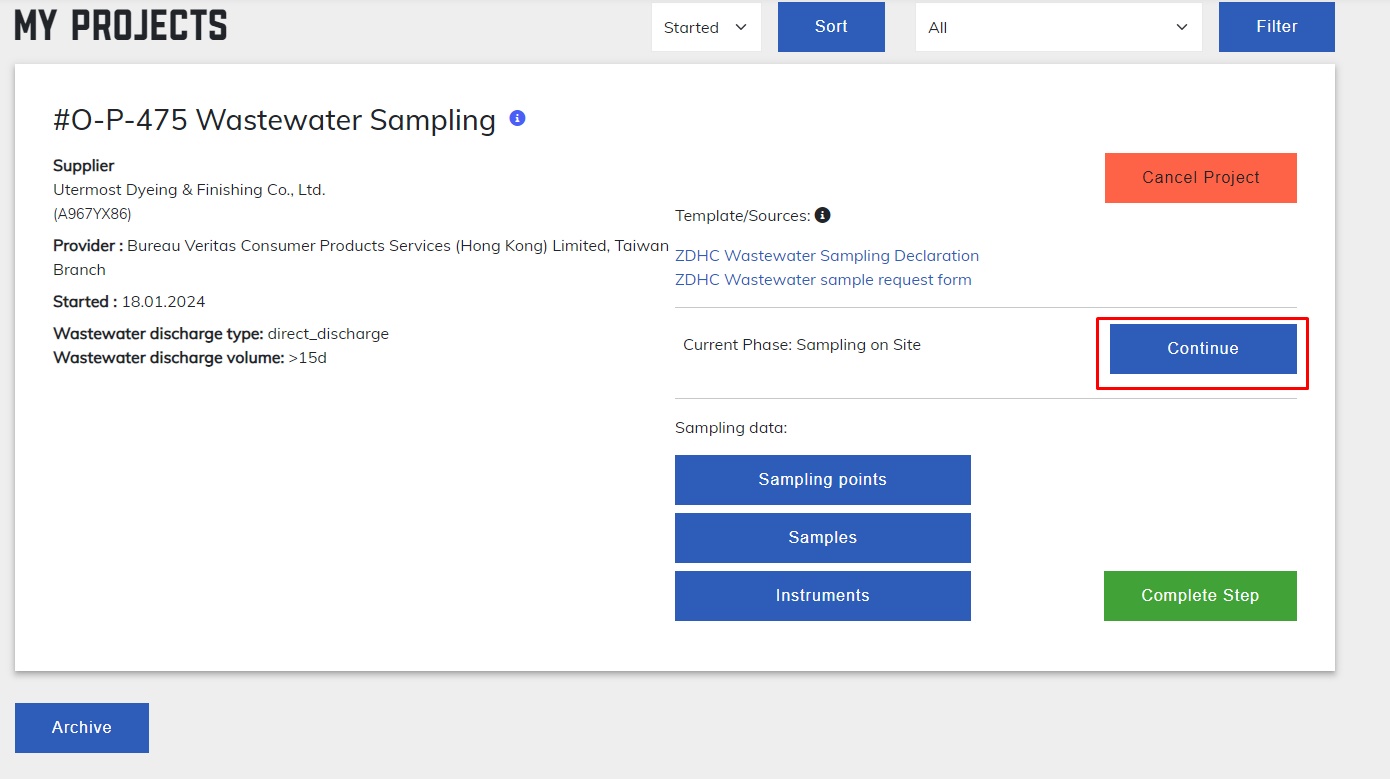 MY PROJECTS
Started
Sort
All
Filter
#O-P-475 Wastewater Sampling
Supplier
Utermost Dyeing & Finishing Co., Ltd.
(A967YX86)
Provider : Bureau Veritas Consumer Products Services (Hong Kong) Limited, Taiwan
Branch
Started : 18.01.2024
Wastewater discharge type: direct_discharge
Wastewater discharge volume: >15d
Cancel Project
Template/Sources:
ZDHC Wastewater Sampling Declaration
ZDHC Wastewater sample request form
Current Phase: Sampling on Site
Continue
Sampling data:
Sampling points
Samples
Instruments
Complete Step
Archive